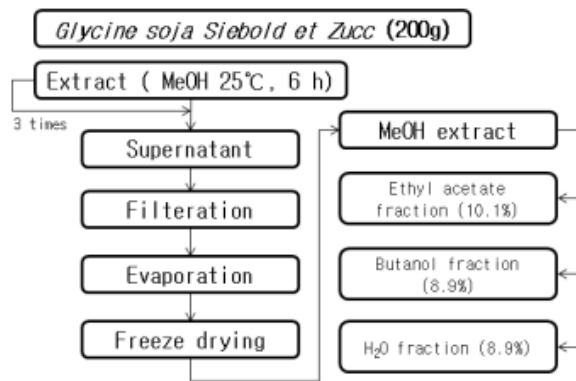 Glycine soja Siebold et Zucc (200g)
Extract ( MeOH 25℃, 6 h)
3 times
Supernatant
Filteration
Evaporation
Freeze drying
MeOH extract
Ethyl acetate
fraction (10.1%)
Butanol fraction
(8.9%)
H₂O fraction (8.9%)